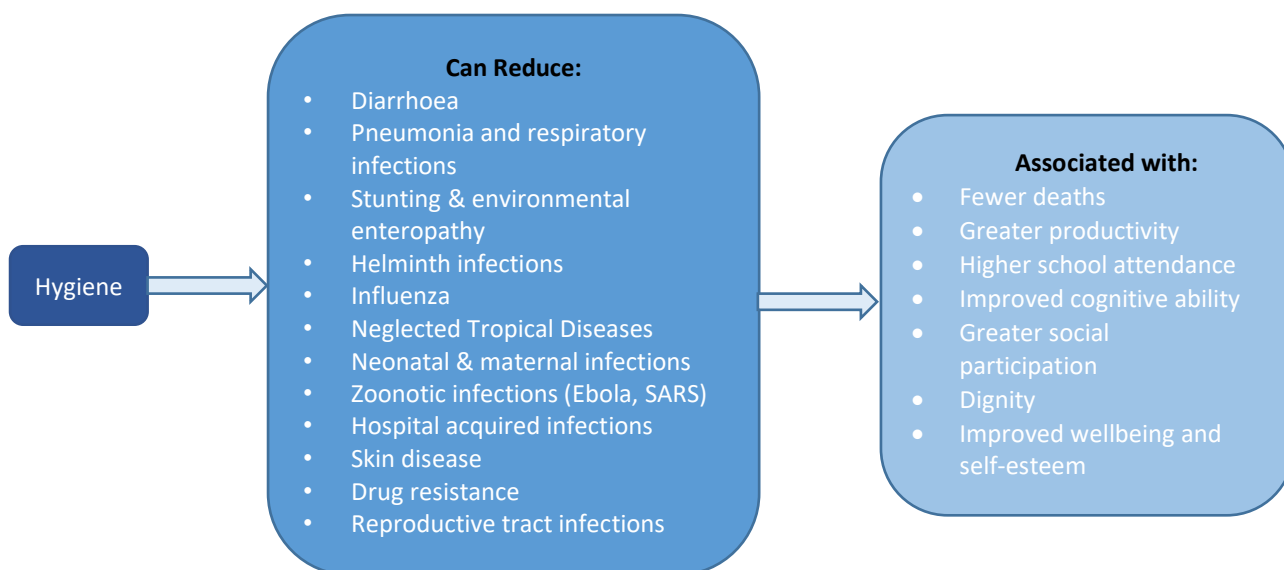 Hygiene
Can Reduce:
• Diarrhoea
• Pneumonia and respiratory
infections
• Stunting & environmental
enteropathy
• Helminth infections
• Influenza
• Neglected Tropical Diseases
• Neonatal & maternal infections
• Zoonotic infections (Ebola, SARS)
• Hospital acquired infections
• Skin disease
• Drug resistance
• Reproductive tract infections
Associated with:
• Fewer deaths
• Greater productivity
• Higher school attendance
• Improved cognitive ability
• Greater social
participation
• Dignity
• Improved wellbeing and
self-esteem